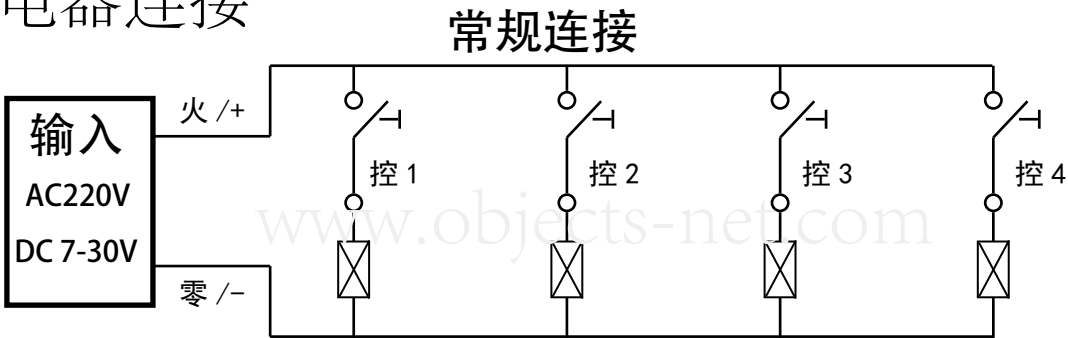 电器连接
常规连接
火/+
输入
AC220V
DC 7-30V
零/-
控1
控2
控3
控4
www.objects-net.com